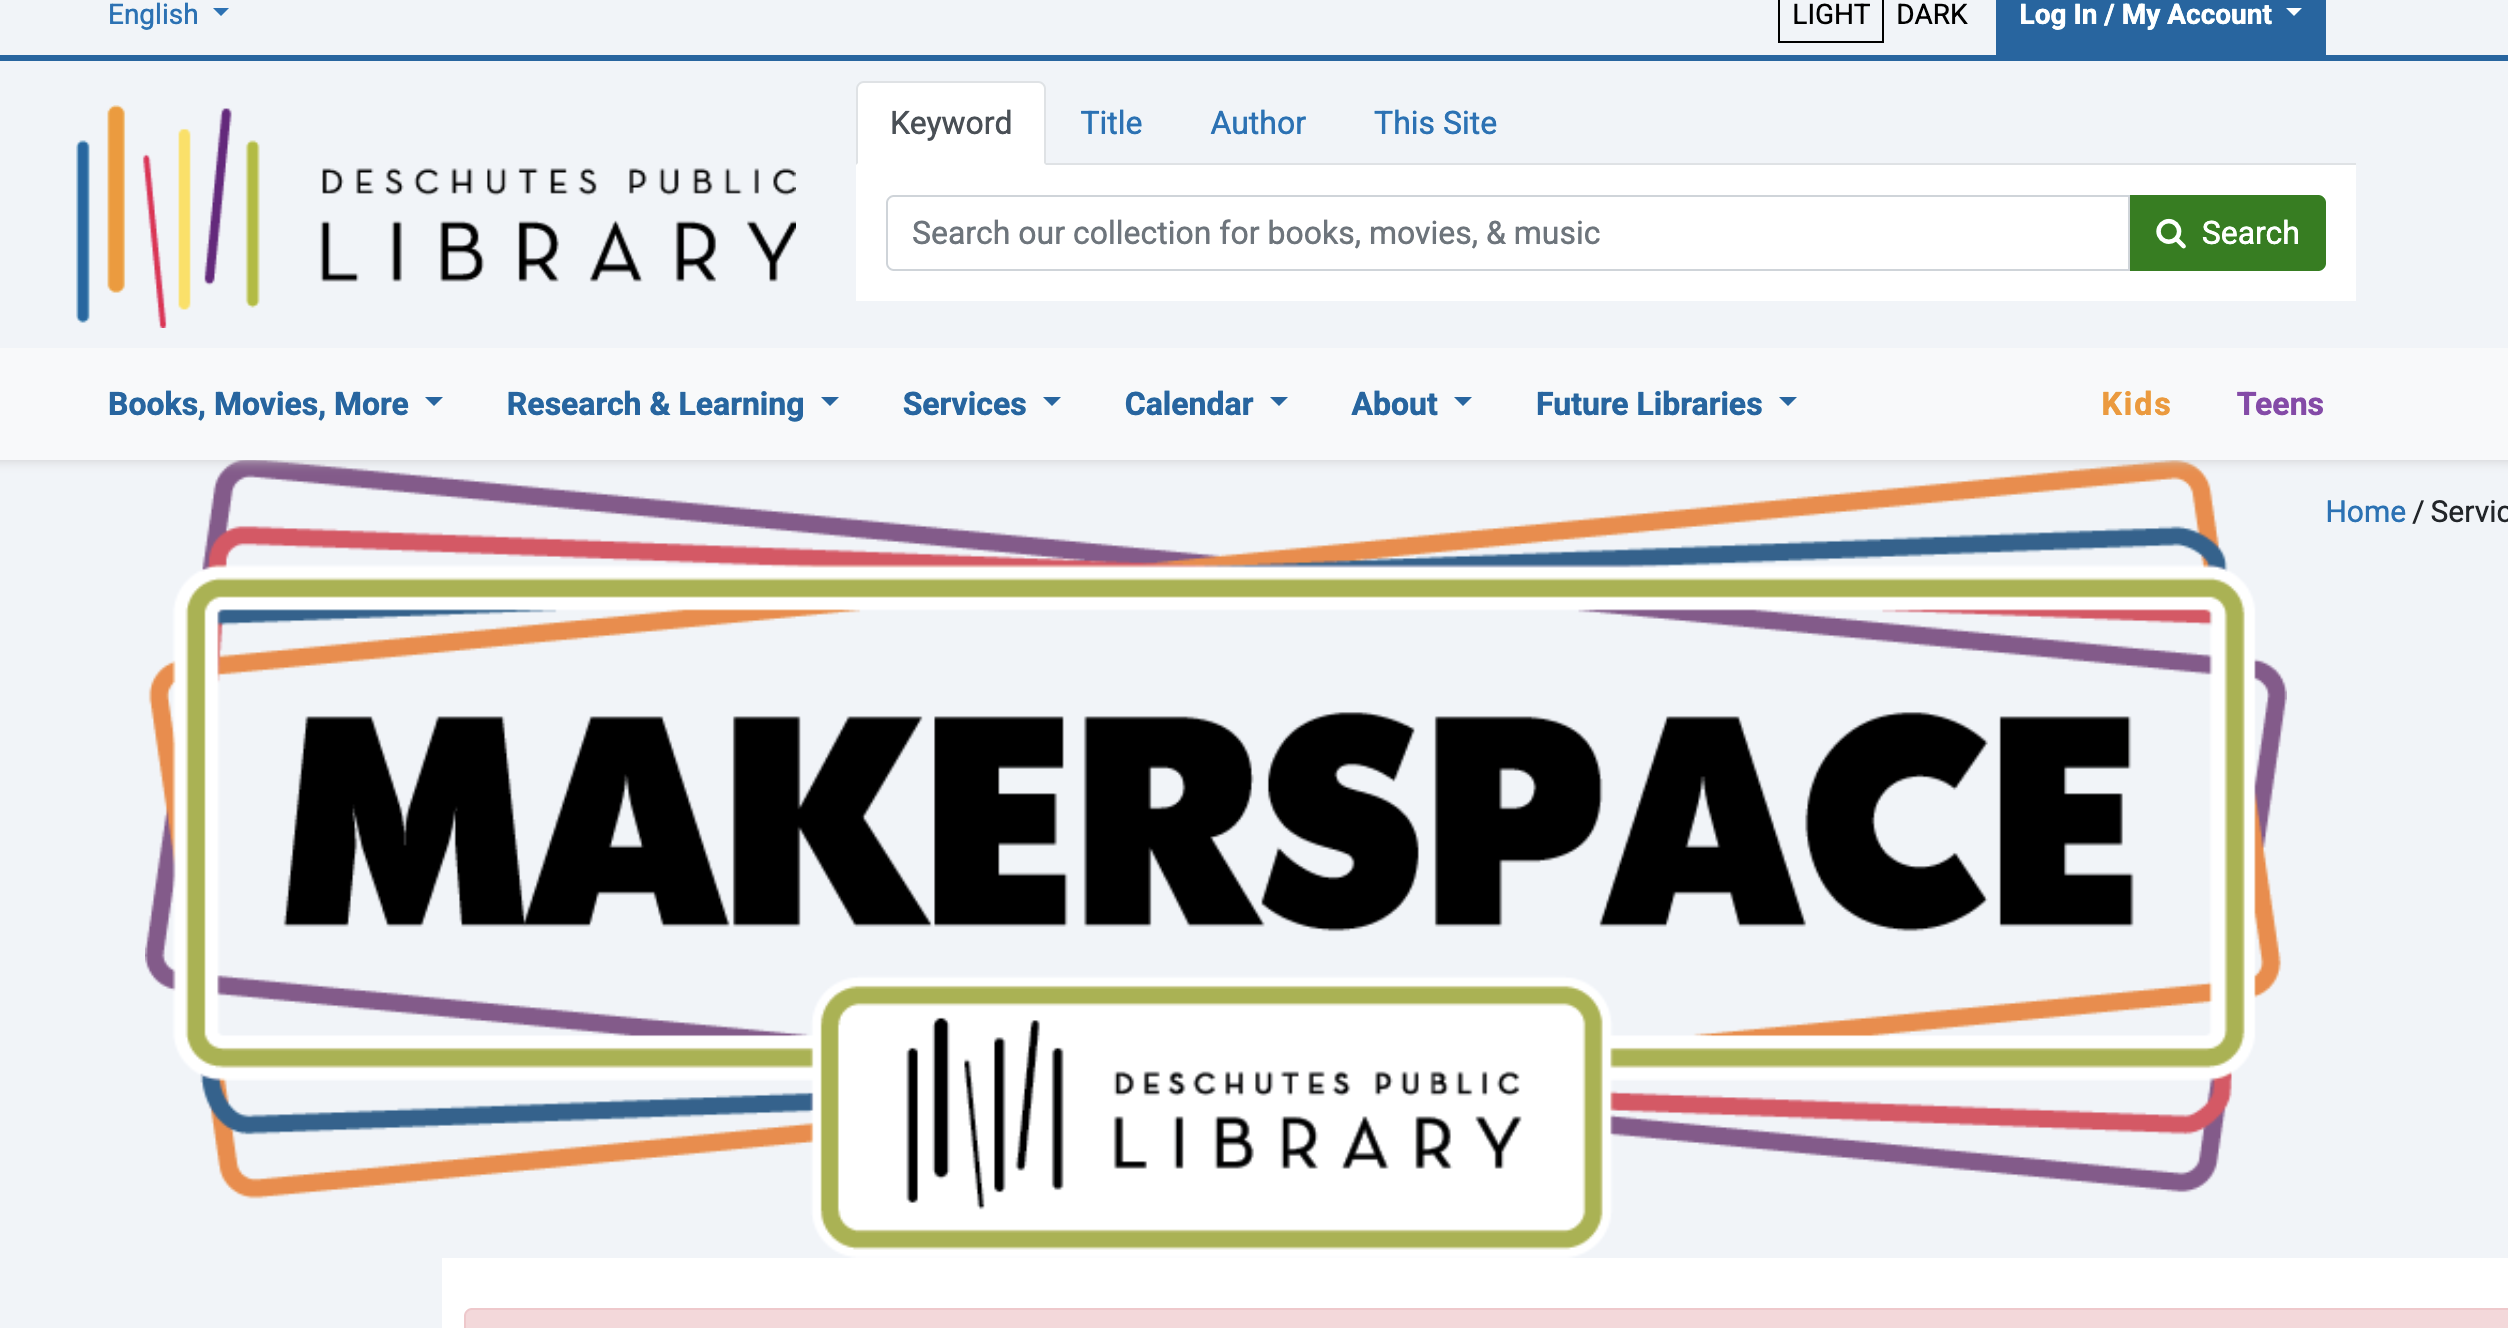 English
LIGHT DARK
Log In / My Account
DESCHUTES PUBLIC
LIBRARY
Keyword Title Author This Site
Search our collection for books, movies, & music
Search
Books, Movies, More Research & Learning Services Calendar About Future Libraries Kids Teens
Home / Servic
MAKERSPACE
DESCHUTES PUBLIC
LIBRARY